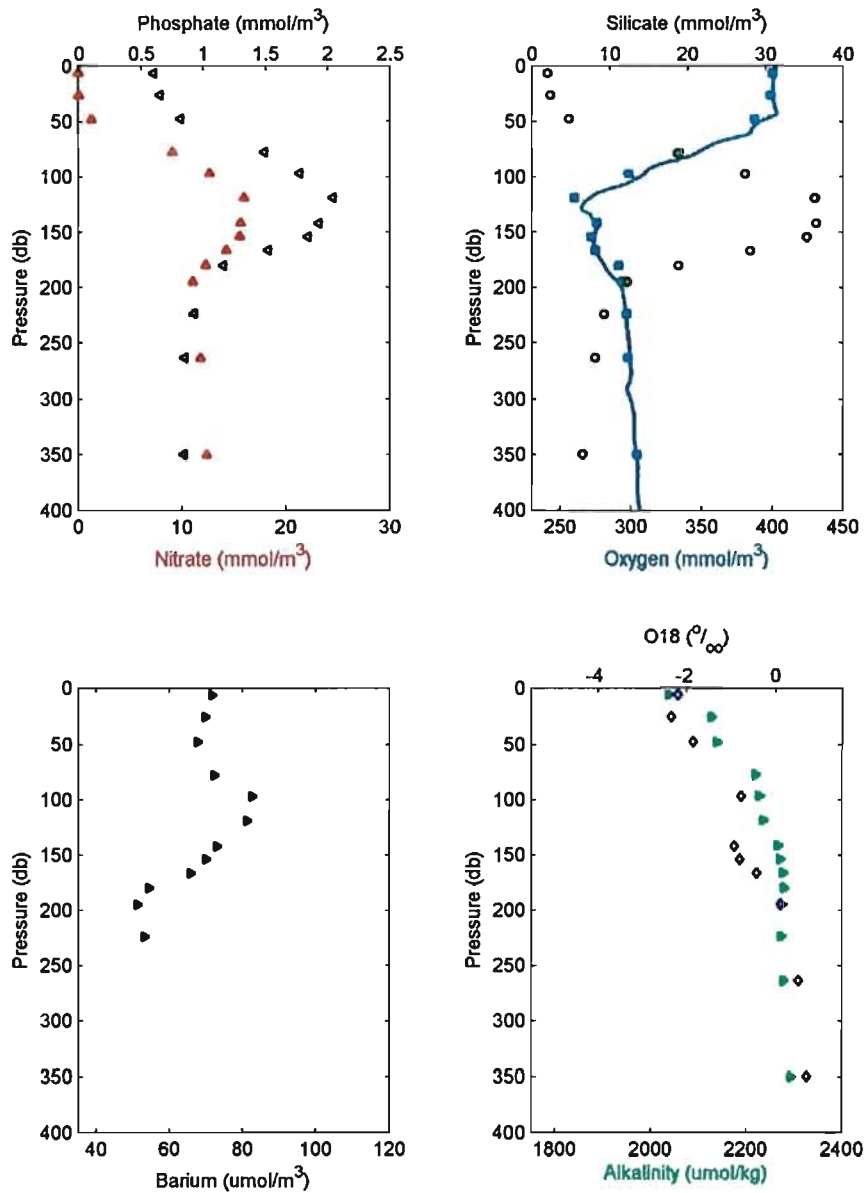 Phosphate (mmol/m³)
0 0.5 1 1.5 2 2.5
0
50
100
150
200
250
300
350
400
Pressure (db)
0 10 20 30
Nitrate (mmol/m³)
Silicate (mmol/m³)
0 10 20 30 40
0
50
100
150
200
250
300
350
400
Pressure (db)
250 300 350 400 450
Oxygen (mmol/m³)
0
50
100
150
200
250
300
350
400
Pressure (db)
40 60 80 100 120
Barium (umol/m³)
O18 (º/oo)
-4 -2 0
0
50
100
150
200
250
300
350
400
Pressure (db)
1800 2000 2200 2400
Alkatinity (umol/kg)